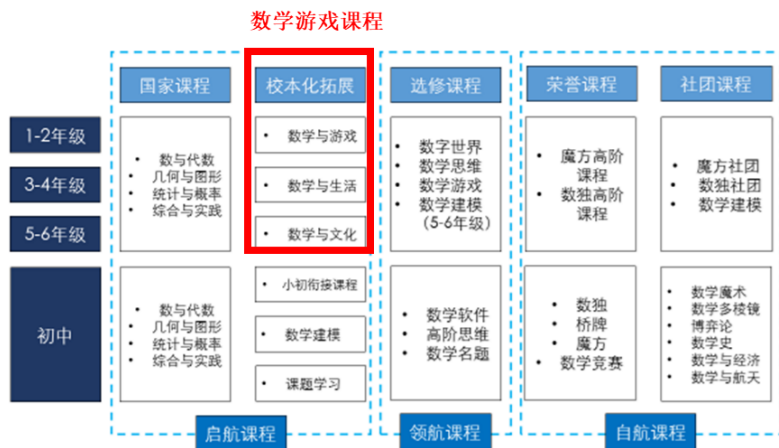 数学游戏课程
国家课程
校本化拓展
选修课程
荣誉课程
社团课程
1-2年级
3-4年级
5-6年级
• 数与代数
• 几何与图形
• 统计与概率
• 综合与实践
• 数学与游戏
• 数学与生活
• 数学与文化
• 数字世界
• 数学思维
• 数学游戏
• 数学建模
(5-6年级)
• 魔方高阶
课程
• 数独高阶
课程
• 魔方社团
• 数独社团
• 数学建模
初中
• 数与代数
• 几何与图形
• 统计与概率
• 综合与实践
• 小初衔接课程
• 数学建模
• 课题学习
• 数学软件
• 高阶思维
• 数学名题
• 数独
• 桥牌
• 魔方
• 数学竞赛
• 数学魔术
• 数学多棱镜
• 博弈论
• 数学史
• 数学与经济
• 数学与航天
启航课程
领航课程
自航课程